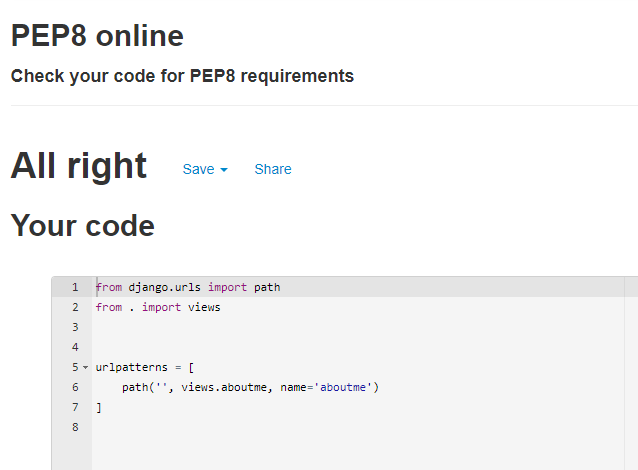 PEP8 online
Check your code for PEP8 requirements
All right Save Share
Your code
1 from django.urls import path
2 from . import views
3
4
5 urlpatterns = [
6     path('', views.aboutme, name='aboutme')
7 ]
8